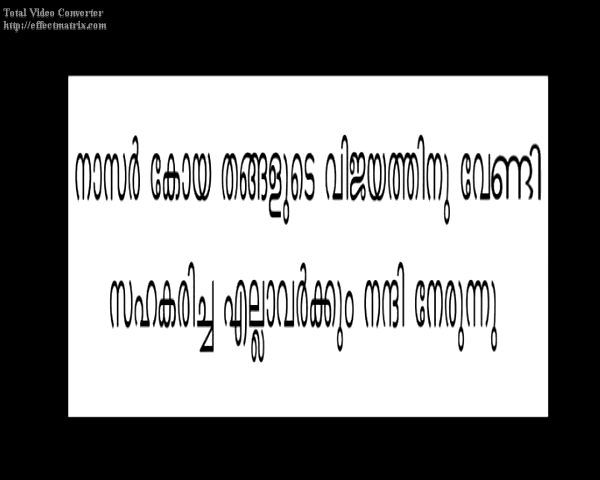 Total Video Converter
http://effectmatrix.com
നാസർ കോയ തങ്ങളുടെ വിജയത്തിനു വേണ്ടി
സഹകരിച്ച എല്ലാവർക്കും നന്ദി നേരുന്നു